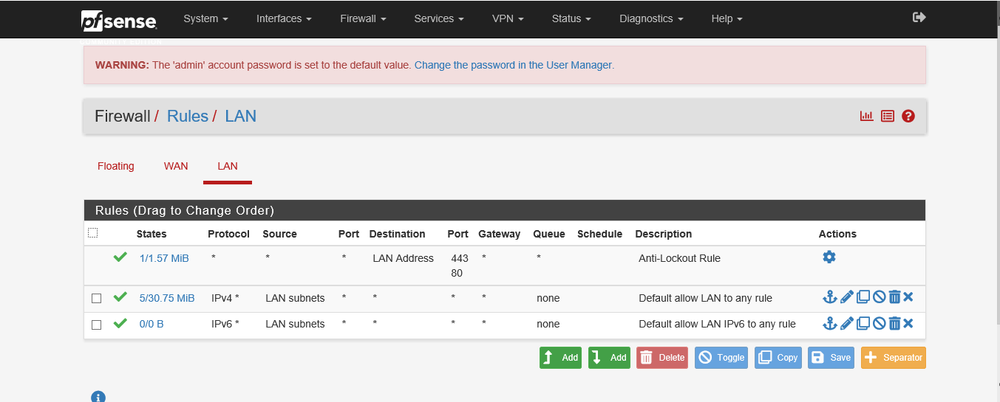 pfsense System Interfaces Firewall Services VPN Status Diagnostics Help
COMMUNITY EDITION
WARNING: The 'admin' account password is set to the default value. Change the password in the User Manager.
Firewall / Rules / LAN
Floating WAN LAN
Rules (Drag to Change Order)
States Protocol Source Port Destination Port Gateway Queue Schedule Description Actions
1/1.57 MiB * * * LAN Address 443 * * Anti-Lockout Rule
80
5/30.75 MiB IPv4 * LAN subnets * * * * none Default allow LAN to any rule
0/0 B IPv6 * LAN subnets * * * * none Default allow LAN IPv6 to any rule
Add Add Delete Toggle Copy Save Separator